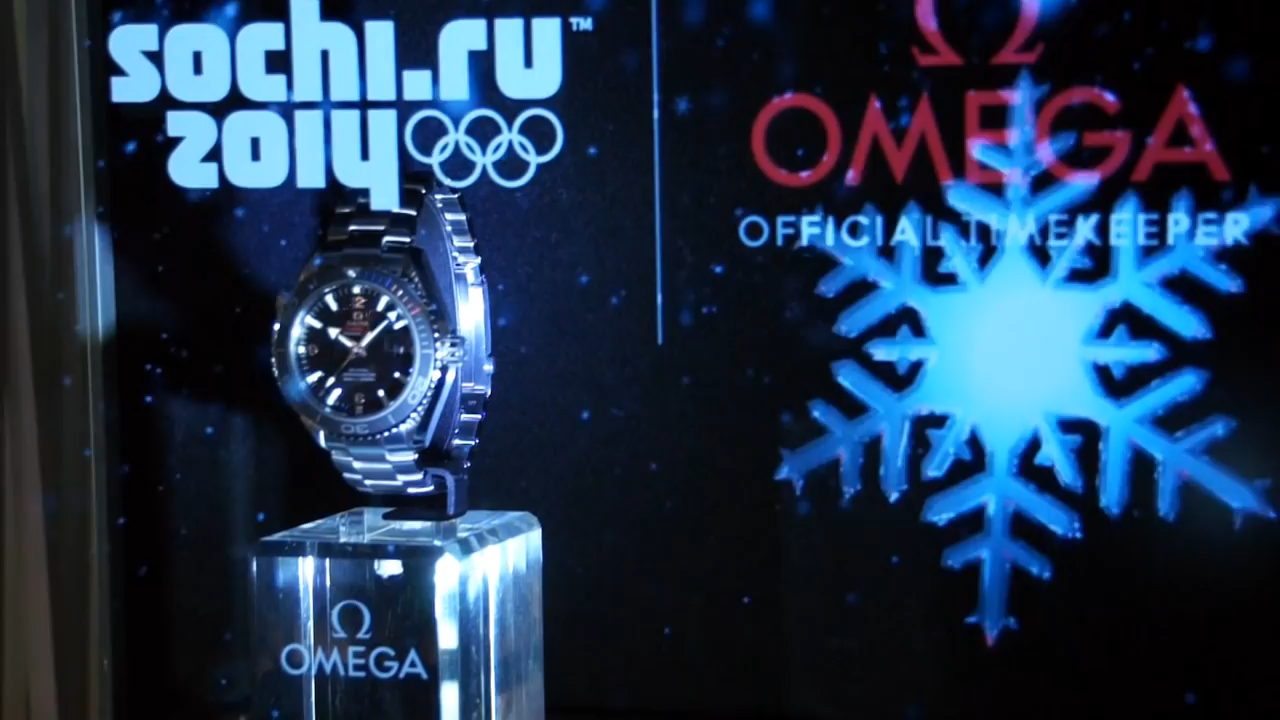 sochi.ru™
2014
Ω
OMEGA
OFFICIAL TIMEKEEPER
Ω
OMEGA